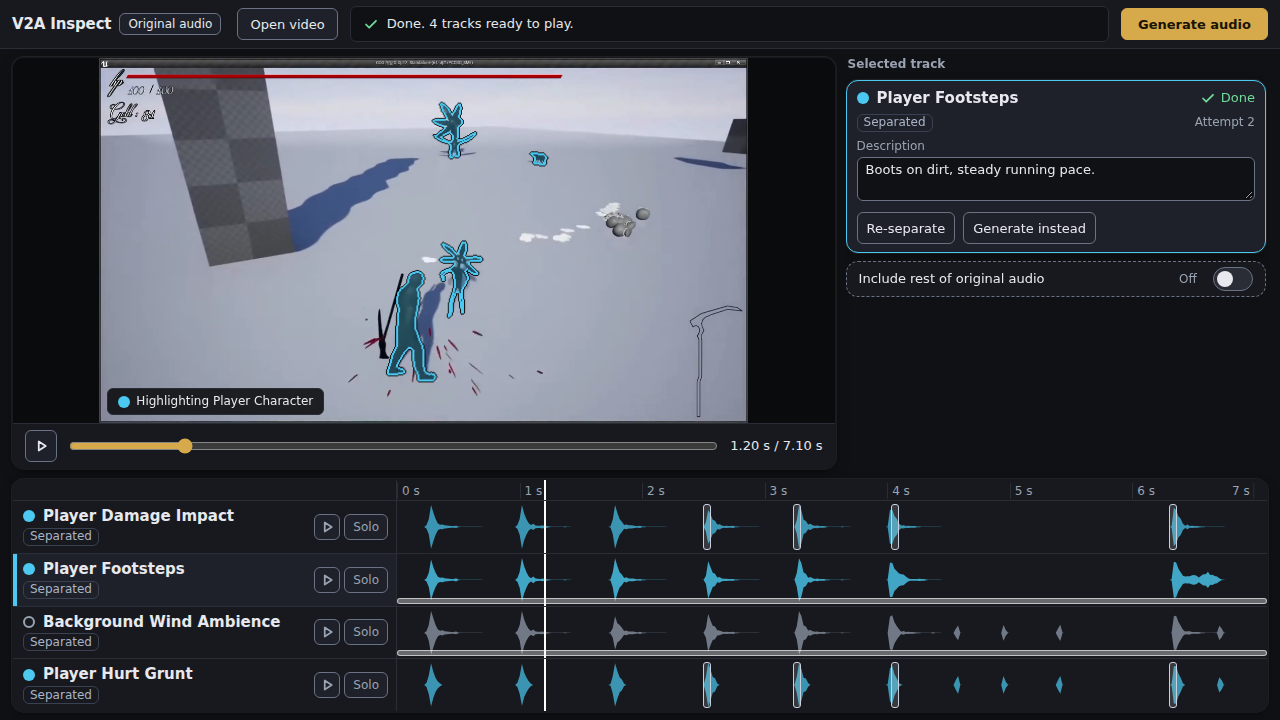 V2A Inspect
Original audio
Open video
Done. 4 tracks ready to play.
Generate audio
Highlighting Player Character
1.20 s / 7.10 s
Selected track
Player Footsteps
Done
Separated
Attempt 2
Description
Boots on dirt, steady running pace.
Re-separate
Generate instead
Include rest of original audio
Off
0 s
1 s
2 s
3 s
4 s
5 s
6 s
7 s
Player Damage Impact
Separated
Solo
Player Footsteps
Separated
Solo
Background Wind Ambience
Separated
Solo
Player Hurt Grunt
Separated
Solo